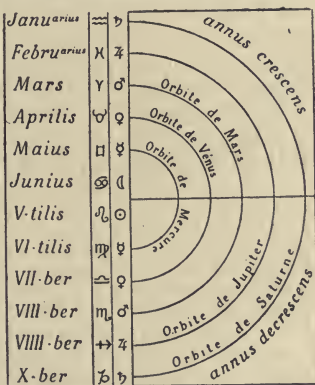 Januarius ♒ ♄
Februarius ♓ ♃
Mars ♈ ♂
Aprilis ♉ ♀
Maius ♊ ☿
Junius ♋ ☾
V·tilis ♌ ☉
VI·tilis ♍ ☿
VII·ber ♎ ♀
VIII·ber ♏ ♂
VIIII·ber ♐ ♃
X·ber ♑ ♄
annus crescens
Orbite de Mars
Orbite de Vénus
Orbite de Mercure
Orbite de Jupiter
Orbite de Saturne
annus decrescens